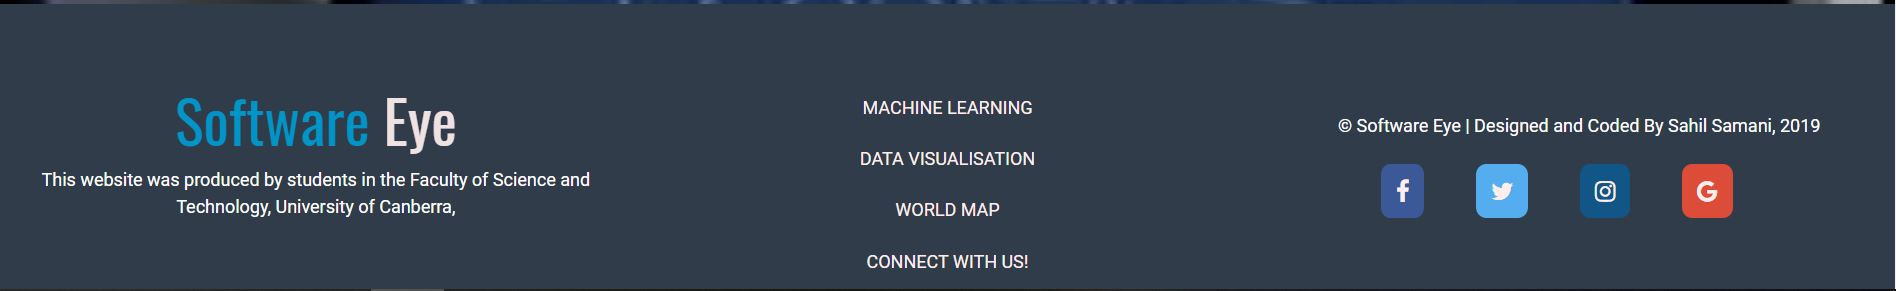 Software Eye
This website was produced by students in the Faculty of Science and
Technology, University of Canberra,
MACHINE LEARNING
DATA VISUALISATION
WORLD MAP
CONNECT WITH US!
© Software Eye | Designed and Coded By Sahil Samani, 2019